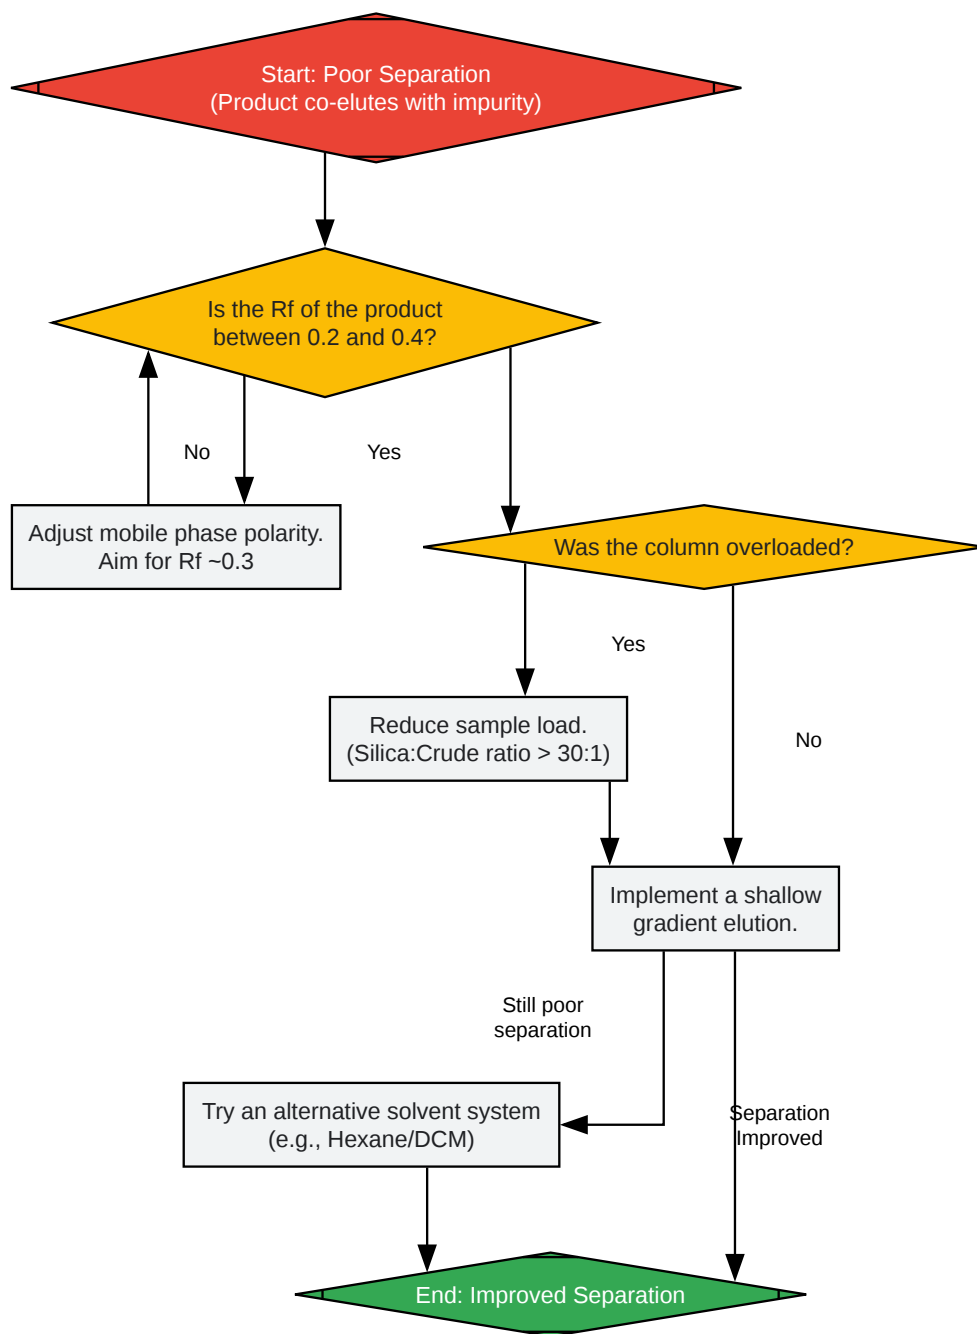 Start: Poor Separation
(Product co-elutes with impurity)
Is the Rf of the product
between 0.2 and 0.4?
No
Yes
Adjust mobile phase polarity.
Aim for Rf ~0.3
Was the column overloaded?
Yes
Reduce sample load.
(Silica:Crude ratio > 30:1)
No
Implement a shallow
gradient elution.
Still poor
separation
Try an alternative solvent system
(e.g., Hexane/DCM)
Separation
Improved
End: Improved Separation